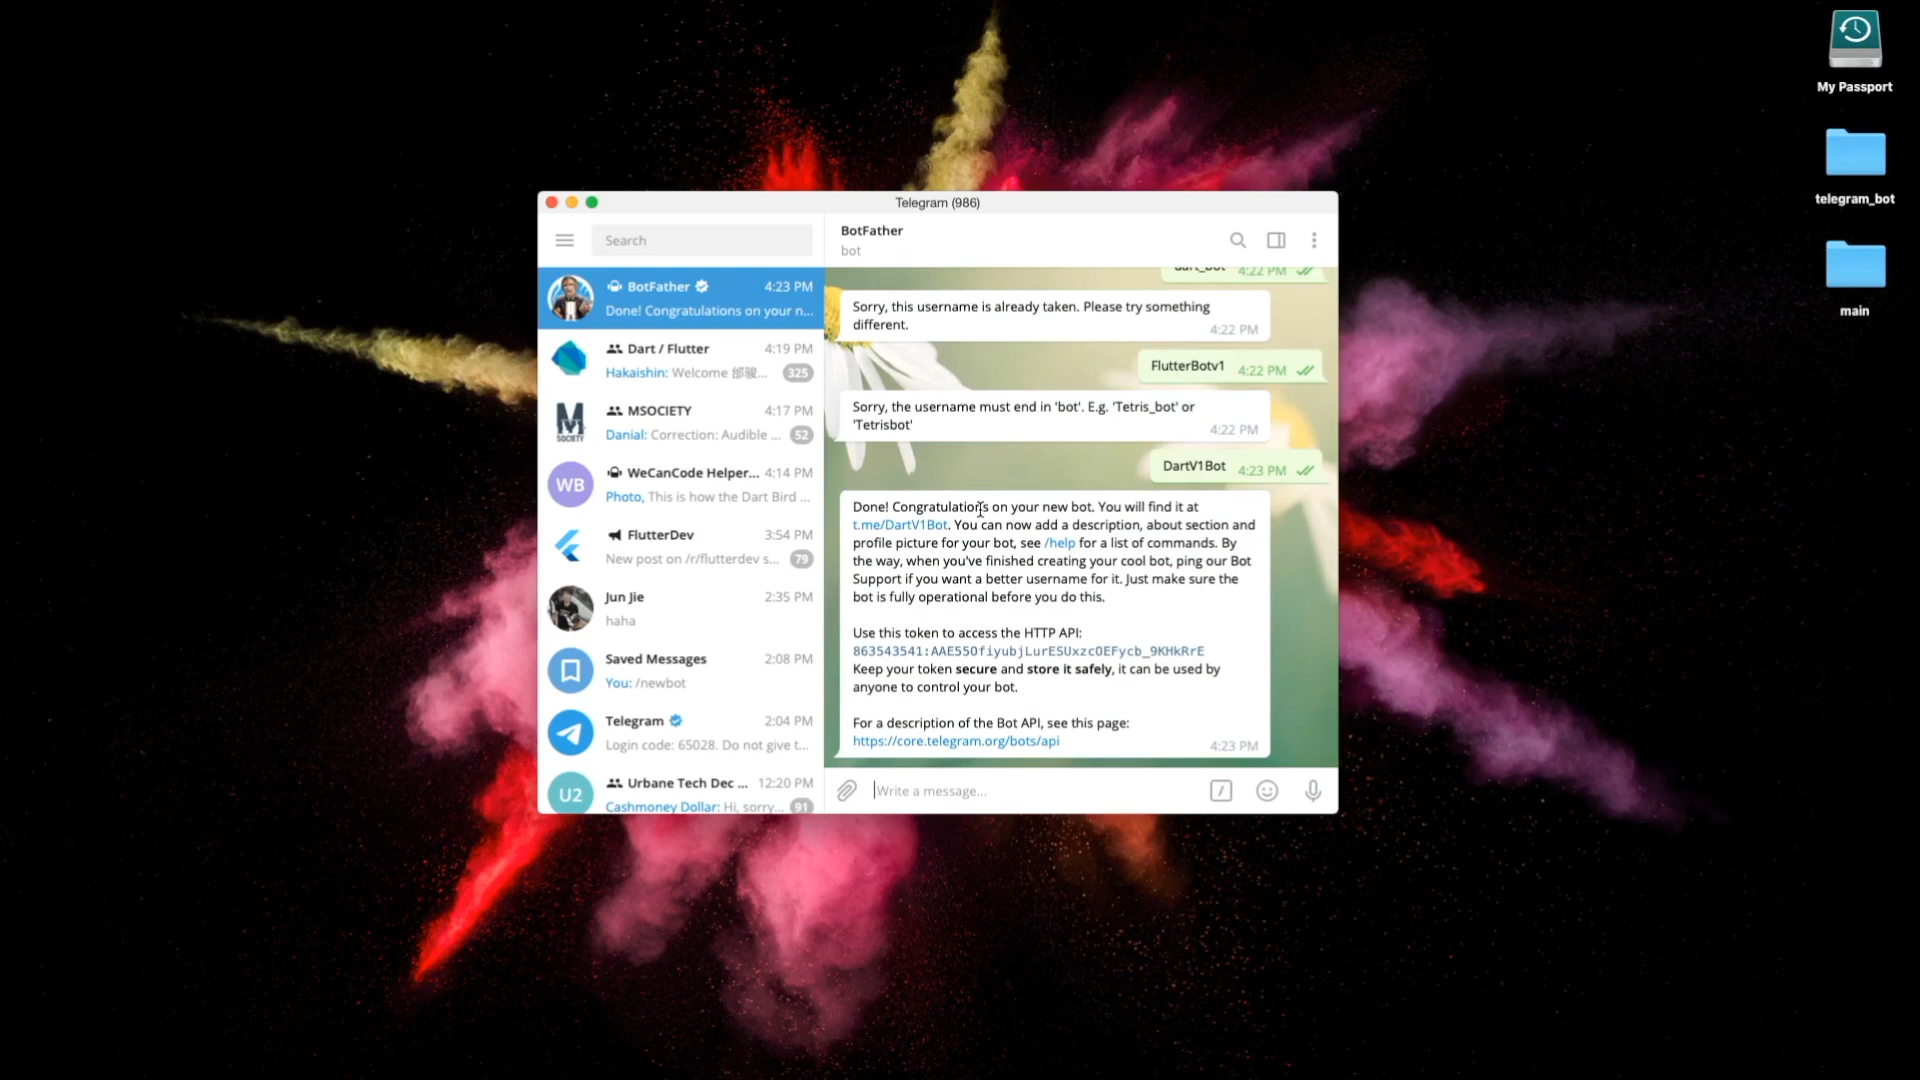 My Passport
telegram_bot
main
Telegram (986)
Search
BotFather
bot
BotFather 4:23 PM
Done! Congratulations on your n...
Dart / Flutter 4:19 PM
Hakaishin: Welcome 邰駿... 325
M
SOCIETY
MSOCIETY 4:17 PM
Danial: Correction: Audible ... 52
WB
WeCanCode Helper... 4:14 PM
Photo, This is how the Dart Bird ...
FlutterDev 3:54 PM
New post on /r/flutterdev s... 79
Jun Jie 2:35 PM
haha
Saved Messages 2:08 PM
You: /newbot
Telegram 2:04 PM
Login code: 65028. Do not give t...
U2
Urbane Tech Dec ... 12:20 PM
Cashmoney Dollar: Hi, sorry... 91
dart_bot 4:22 PM
Sorry, this username is already taken. Please try something
different. 4:22 PM
FlutterBotv1 4:22 PM
Sorry, the username must end in 'bot'. E.g. 'Tetris_bot' or
'Tetrisbot' 4:22 PM
DartV1Bot 4:23 PM
Done! Congratulations on your new bot. You will find it at
t.me/DartV1Bot. You can now add a description, about section and
profile picture for your bot, see /help for a list of commands. By
the way, when you've finished creating your cool bot, ping our Bot
Support if you want a better username for it. Just make sure the
bot is fully operational before you do this.
Use this token to access the HTTP API:
863543541:AAE55OfiyubjLurESUxzcOEFycb_9KHkRrE
Keep your token secure and store it safely, it can be used by
anyone to control your bot.
For a description of the Bot API, see this page:
https://core.telegram.org/bots/api 4:23 PM
Write a message...